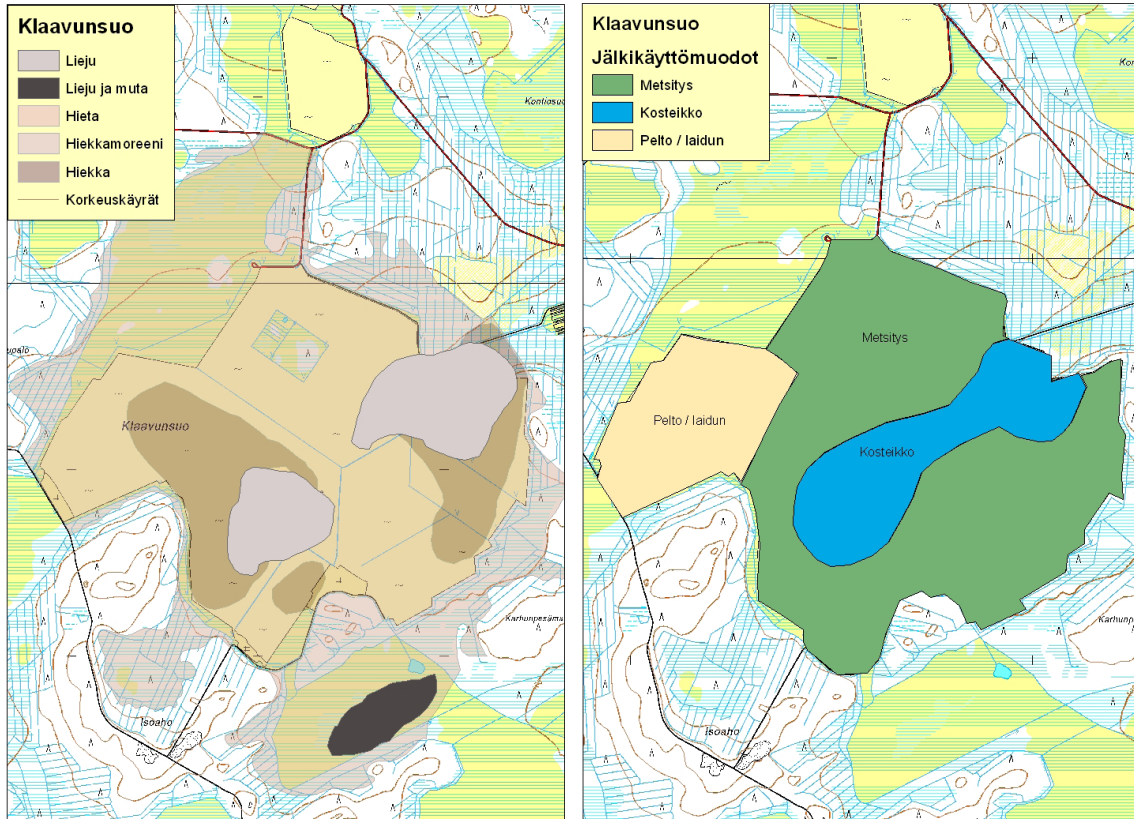 Klaavunsuo
Lieju
Lieju ja muta
Hieta
Hiekkamoreeni
Hiekka
Korkeuskäyrät
Kontiosuo
Klaavunsuo
Isoaho
Klaavunsuo
Jälkikäyttömuodot
Metsitys
Kosteikko
Pelto / laidun
Metsitys
Pelto / laidun
Kosteikko
Isoaho